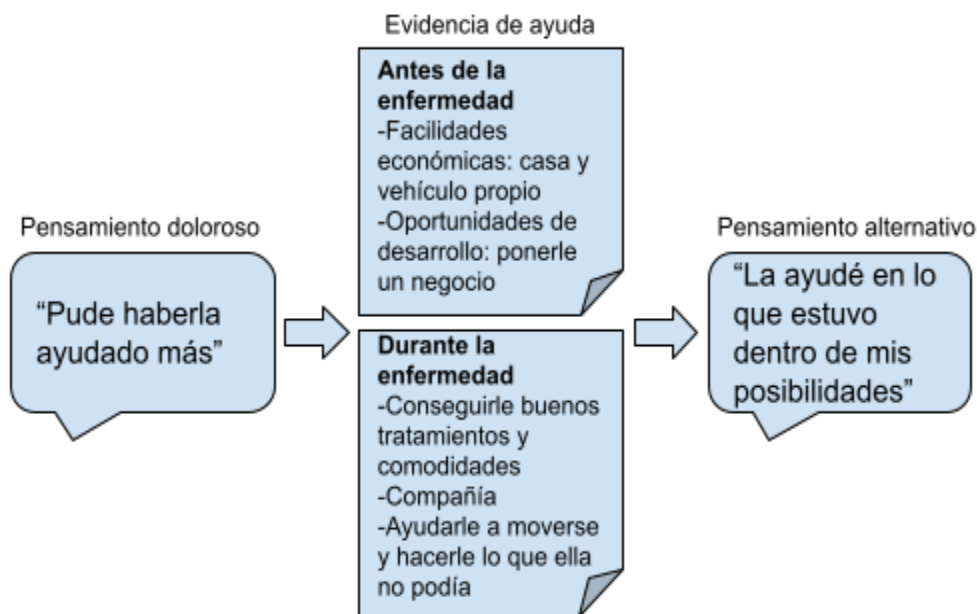 Evidencia de ayuda
Antes de la
enfermedad
-Facilidades
económicas: casa y
vehículo propio
-Oportunidades de
desarrollo: ponerle
un negocio
Pensamiento doloroso
“Pude haberla
ayudado más”
Durante la
enfermedad
-Conseguirle buenos
tratamientos y
comodidades
-Compañía
-Ayudarle a moverse
y hacerle lo que ella
no podía
Pensamiento alternativo
“La ayudé en lo
que estuvo
dentro de mis
posibilidades”